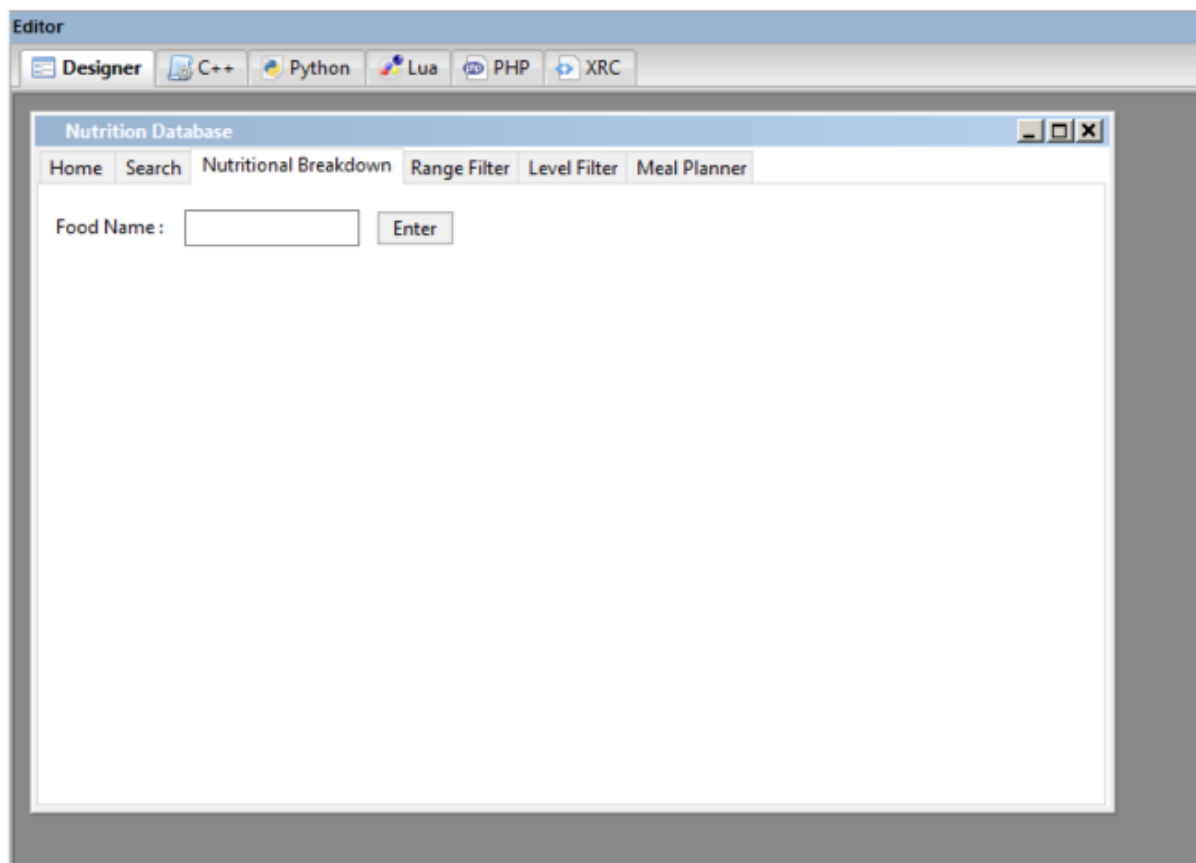 Editor
Designer C++ Python Lua PHP XRC
Nutrition Database
Home Search Nutritional Breakdown Range Filter Level Filter Meal Planner
Food Name : Enter